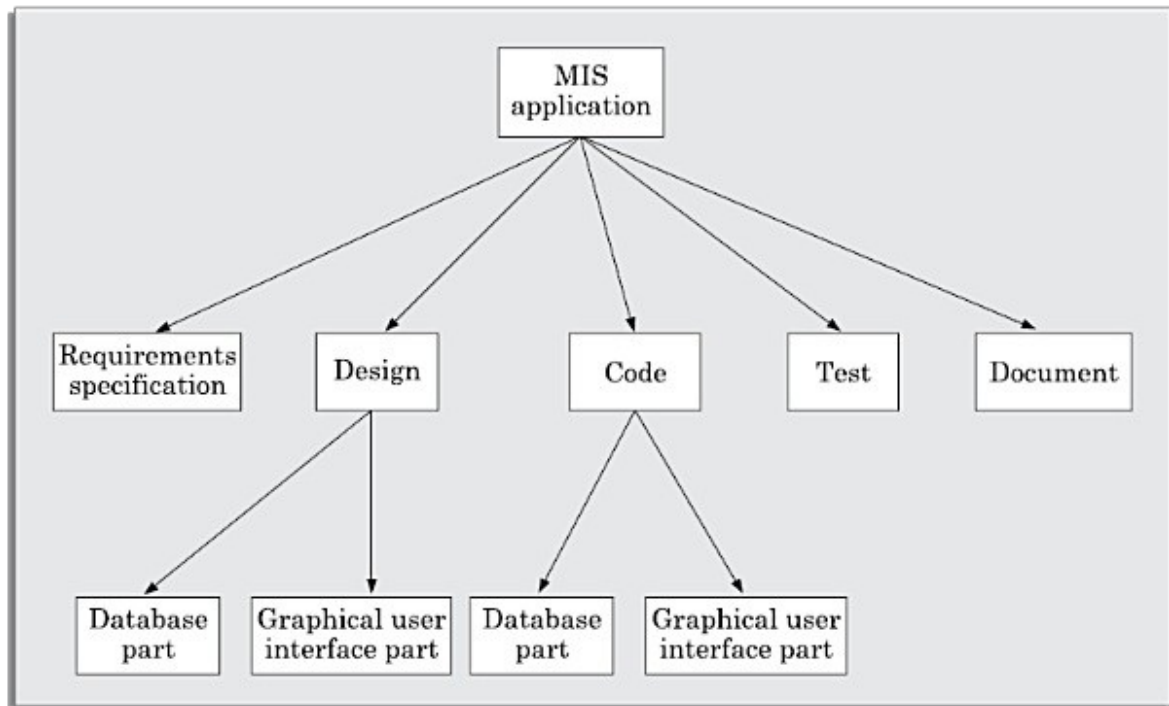 MIS
application
Requirements
specification
Design
Code
Test
Document
Database
part
Graphical user
interface part
Database
part
Graphical user
interface part